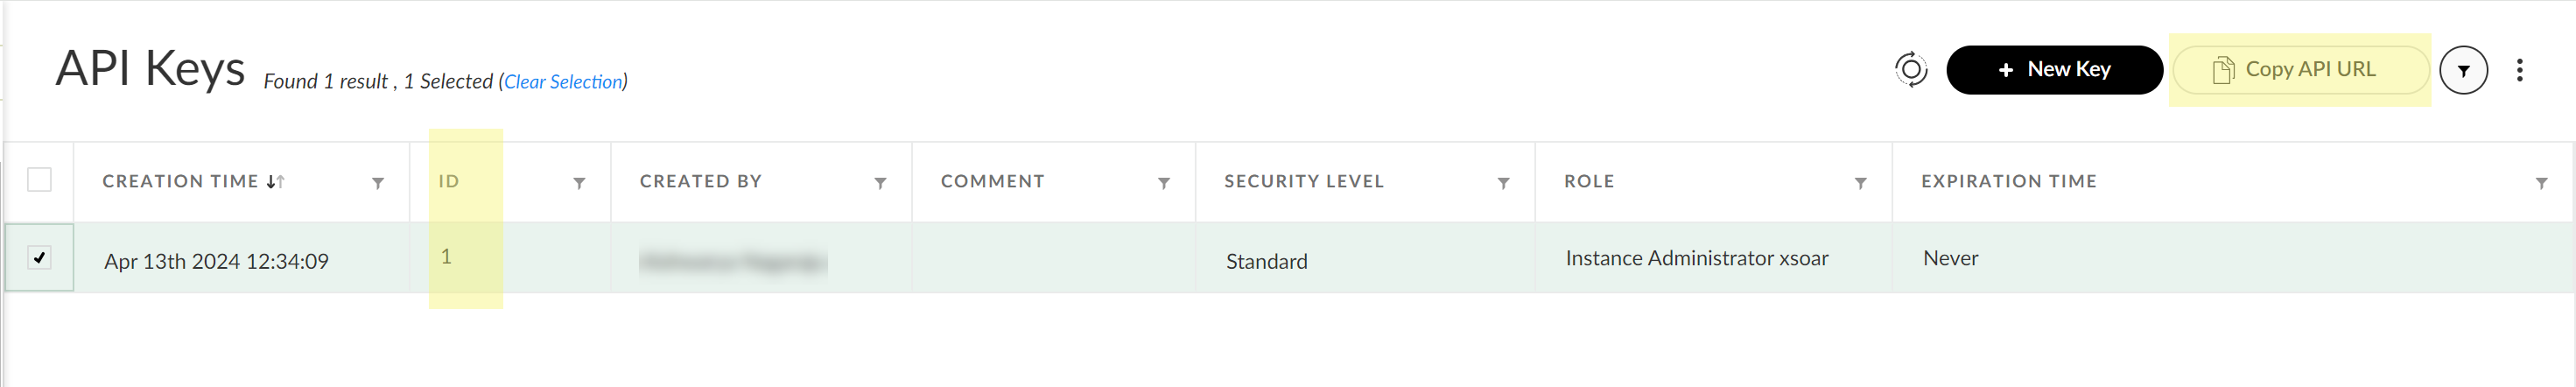 API Keys Found 1 result , 1 Selected (Clear Selection) + New Key Copy API URL
CREATION TIME ID CREATED BY COMMENT SECURITY LEVEL ROLE EXPIRATION TIME
Apr 13th 2024 12:34:09 1 Standard Instance Administrator xsoar Never